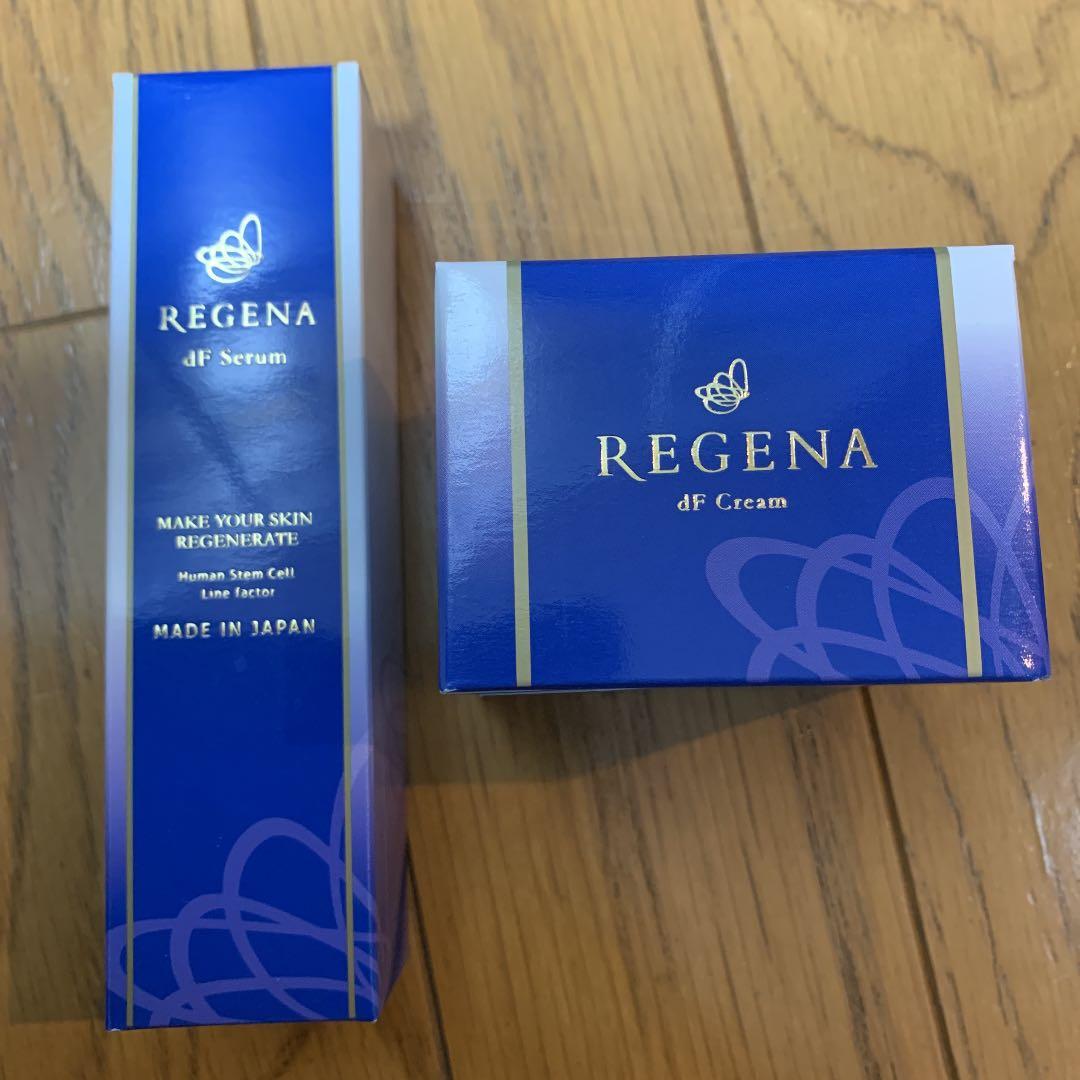 REGENA
dF Serum
MAKE YOUR SKIN
REGENERATE
Human Stem Cell
Line factor
MADE IN JAPAN
REGENA
dF Cream